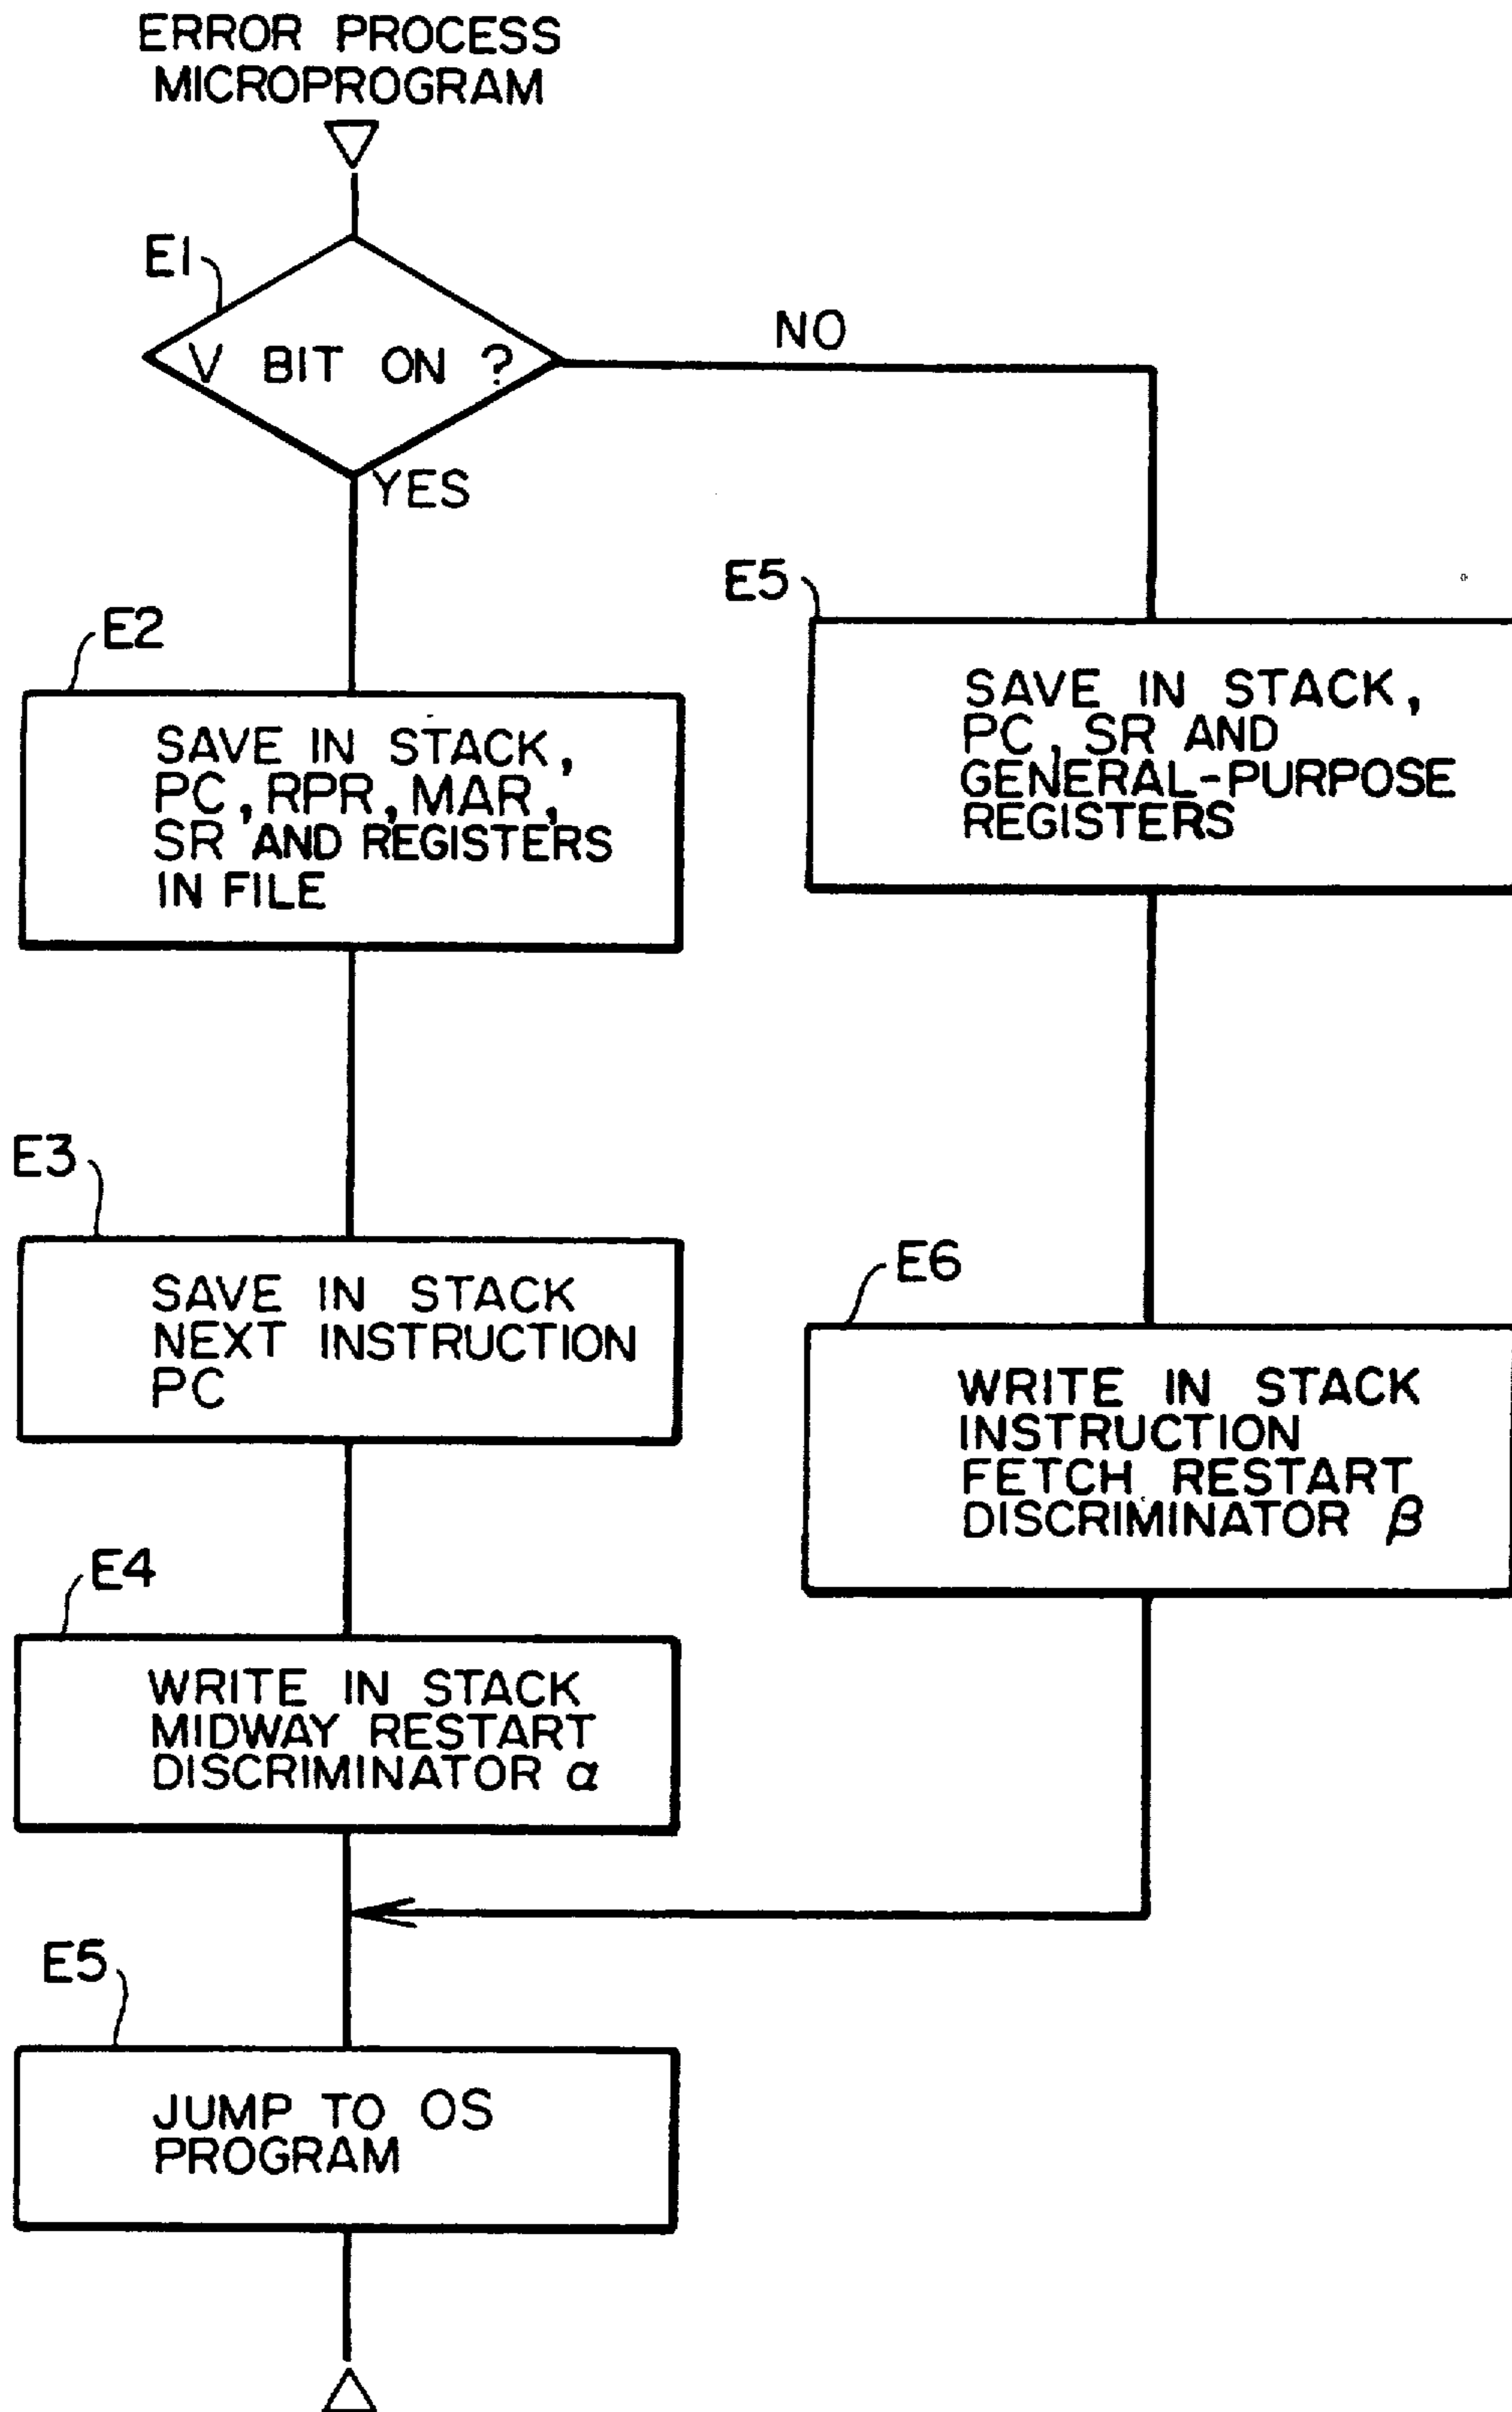 ERROR PROCESS
MICROPROGRAM
E1
V BIT ON ?
NO
YES
E2
SAVE IN STACK,
PC, RPR, MAR,
SR AND REGISTERS
IN FILE
E5
SAVE IN STACK,
PC, SR AND
GENERAL-PURPOSE
REGISTERS
E3
SAVE IN STACK
NEXT INSTRUCTION
PC
E6
WRITE IN STACK
INSTRUCTION
FETCH RESTART
DISCRIMINATOR β
E4
WRITE IN STACK
MIDWAY RESTART
DISCRIMINATOR α
E5
JUMP TO OS
PROGRAM